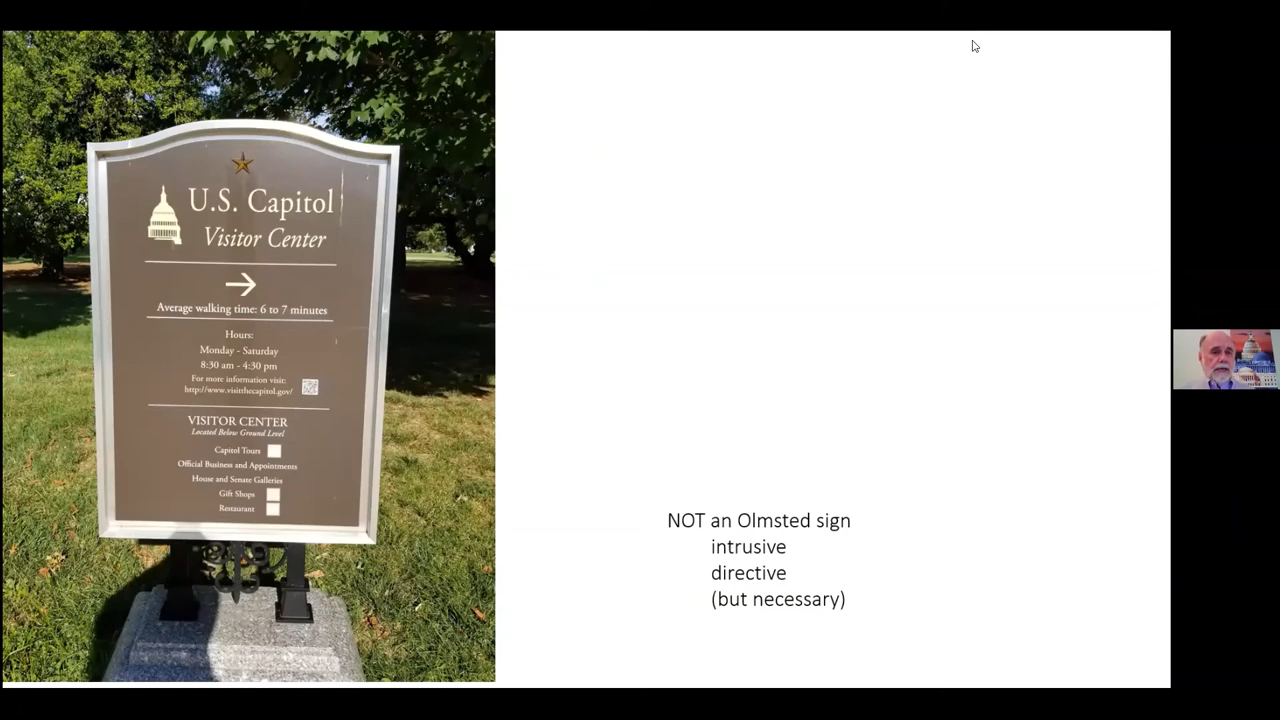 U.S. Capitol
Visitor Center
Average walking time: 6 to 7 minutes
Hours:
Monday - Saturday
8:30 am - 4:30 pm
For more information visit:
http://www.visitthecapitol.gov/
VISITOR CENTER
Located Below Ground Level
Capitol Tours
Official Business and Appointments
House and Senate Galleries
Gift Shops
Restaurant
NOT an Olmsted sign
intrusive
directive
(but necessary)